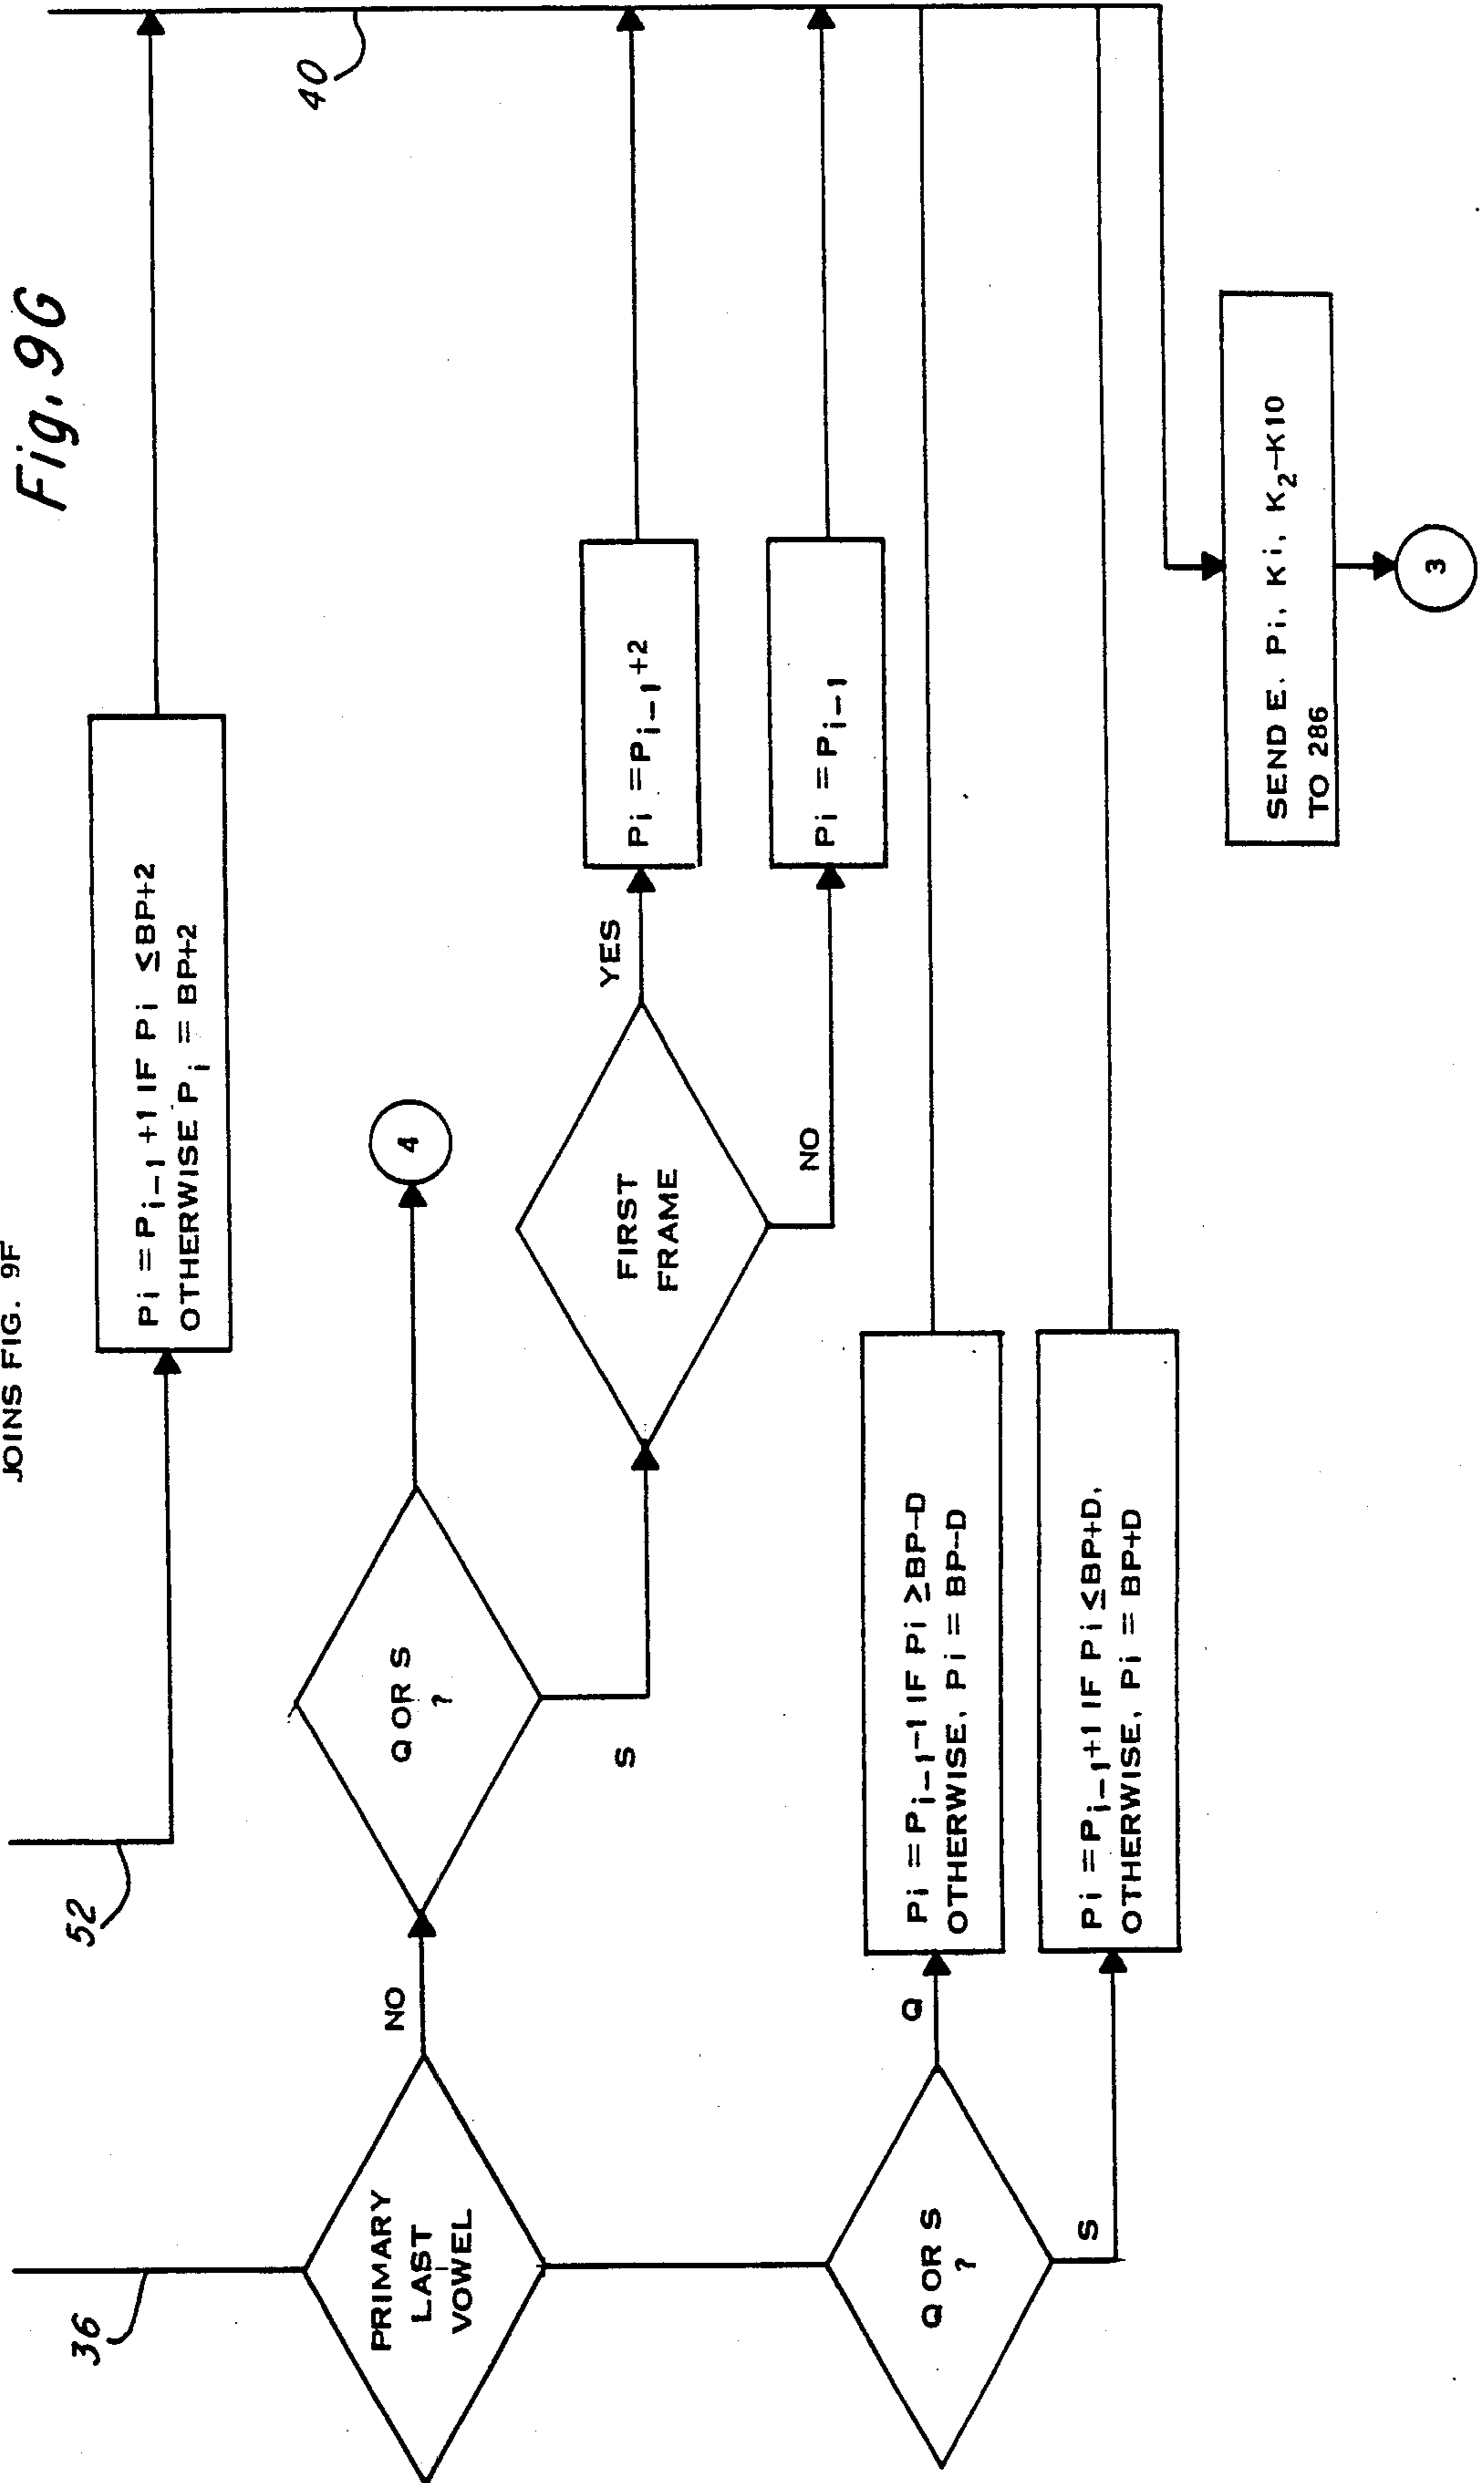 JOINS FIG. 9F
Fig. 9G
36
52
40
PRIMARY
LAST
VOWEL
NO
Q OR S
?
4
S
FIRST
FRAME
YES
NO
Pi = Pi-1 +1 IF Pi ≤BP+2
OTHERWISE Pi = BP+2
Pi = Pi-1 +2
Pi = Pi-1
Q OR S
?
Q
S
Pi = Pi-1 -1 IF Pi ≥BP-D
OTHERWISE, Pi = BP-D
Pi = Pi-1 +1 IF Pi ≤BP+D,
OTHERWISE, Pi = BP+D
SEND E. Pi, Ki, K2-K10
TO 286
3